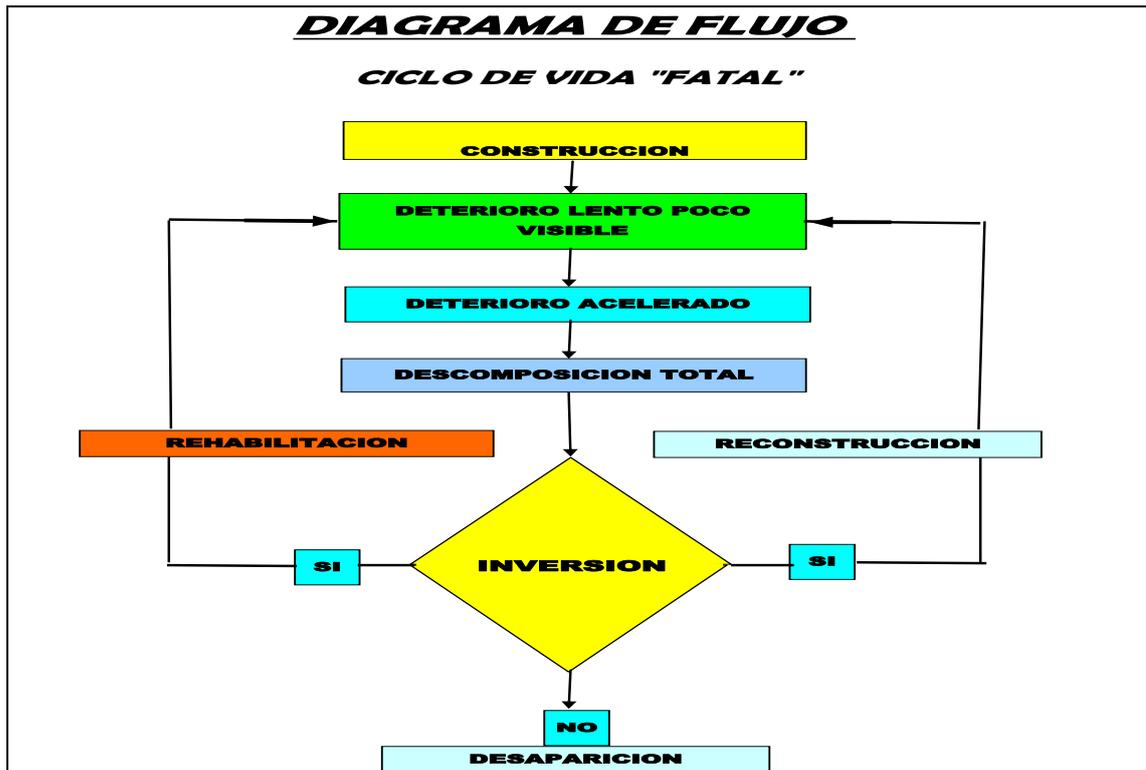 DIAGRAMA DE FLUJO
CICLO DE VIDA "FATAL"
CONSTRUCCION
DETERIORO LENTO POCO
VISIBLE
DETERIORO ACELERADO
DESCOMPOSICION TOTAL
REHABILITACION
RECONSTRUCCION
SI
INVERSION
SI
NO
DESAPARICION